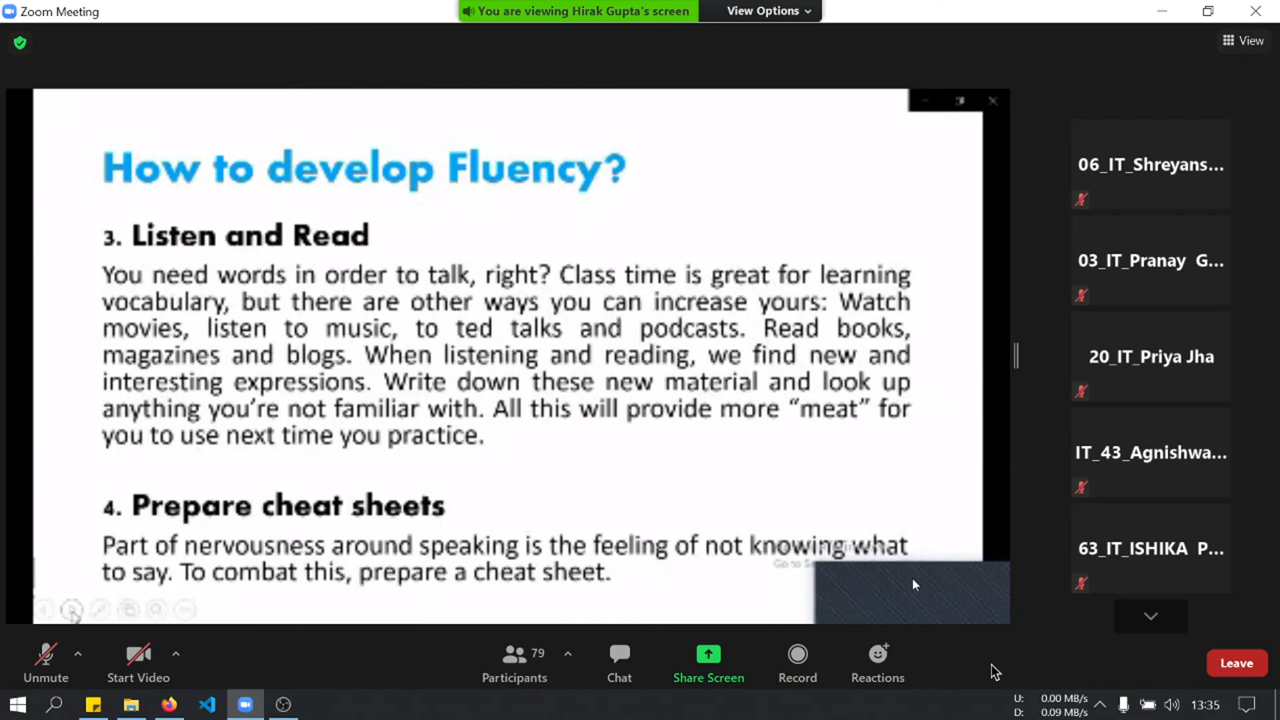 Zoom Meeting
You are viewing Hirak Gupta's screen
View Options
View
How to develop Fluency?
3. Listen and Read
You need words in order to talk, right? Class time is great for learning
vocabulary, but there are other ways you can increase yours: Watch
movies, listen to music, to ted talks and podcasts. Read books,
magazines and blogs. When listening and reading, we find new and
interesting expressions. Write down these new material and look up
anything you're not familiar with. All this will provide more “meat” for
you to use next time you practice.
4. Prepare cheat sheets
Part of nervousness around speaking is the feeling of not knowing what
to say. To combat this, prepare a cheat sheet.
Go to
06_IT_Shreyans...
03_IT_Pranay G...
20_IT_Priya Jha
IT_43_Agnishwa...
63_IT_ISHIKA P...
Unmute
Start Video
79
Participants
Chat
Share Screen
Record
Reactions
Leave
U: 0.00 MB/s
D: 0.09 MB/s
13:35